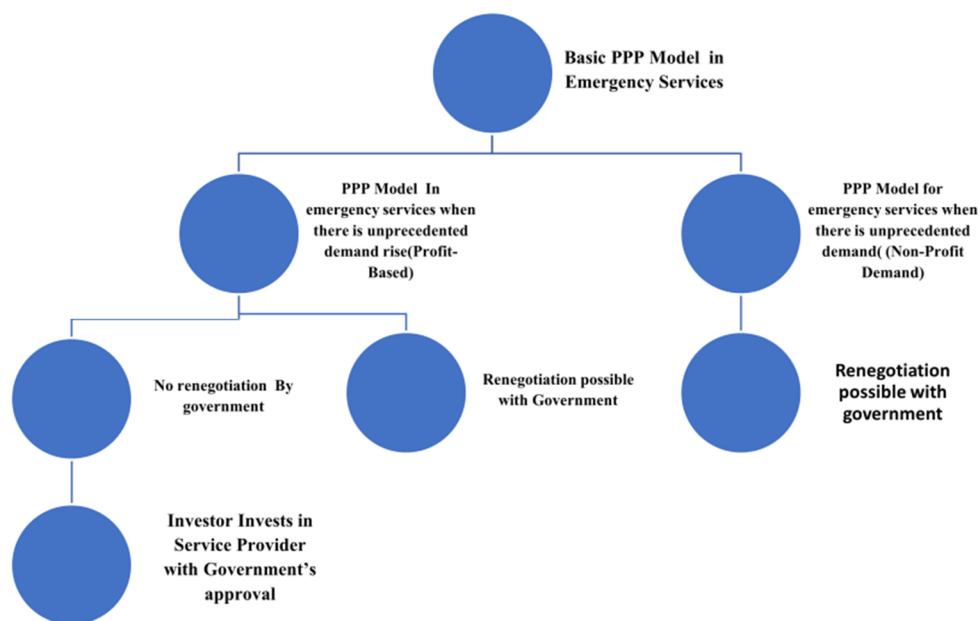 Basic PPP Model in
Emergency Services
PPP Model In
emergency services when
there is unprecedented
demand rise(Profit-
Based)
PPP Model for
emergency services when
there is unprecedented
demand( (Non-Profit
Demand)
No renegotiation By
government
Renegotiation possible
with Government
Renegotiation
possible with
government
Investor Invests in
Service Provider
with Government’s
approval